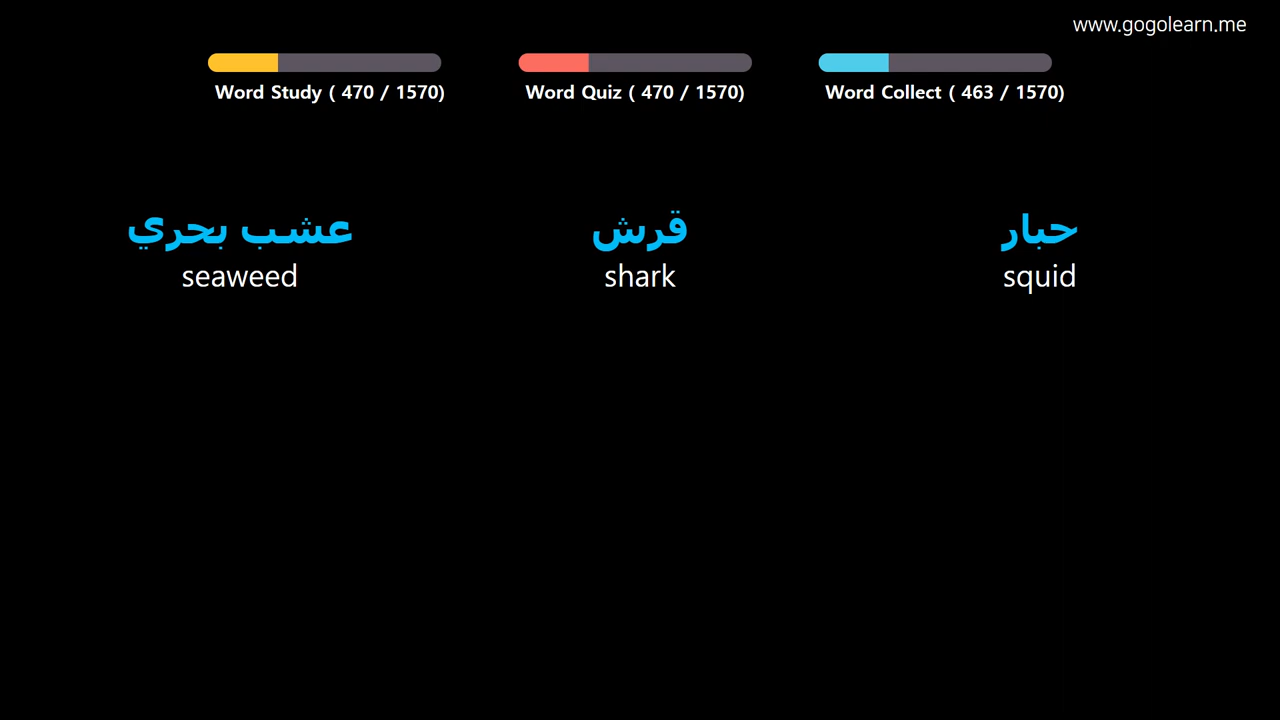 www.gogolearn.me
Word Study ( 470 / 1570)
Word Quiz ( 470 / 1570)
Word Collect ( 463 / 1570)
عشب بحري
seaweed
قرش
shark
حبار
squid